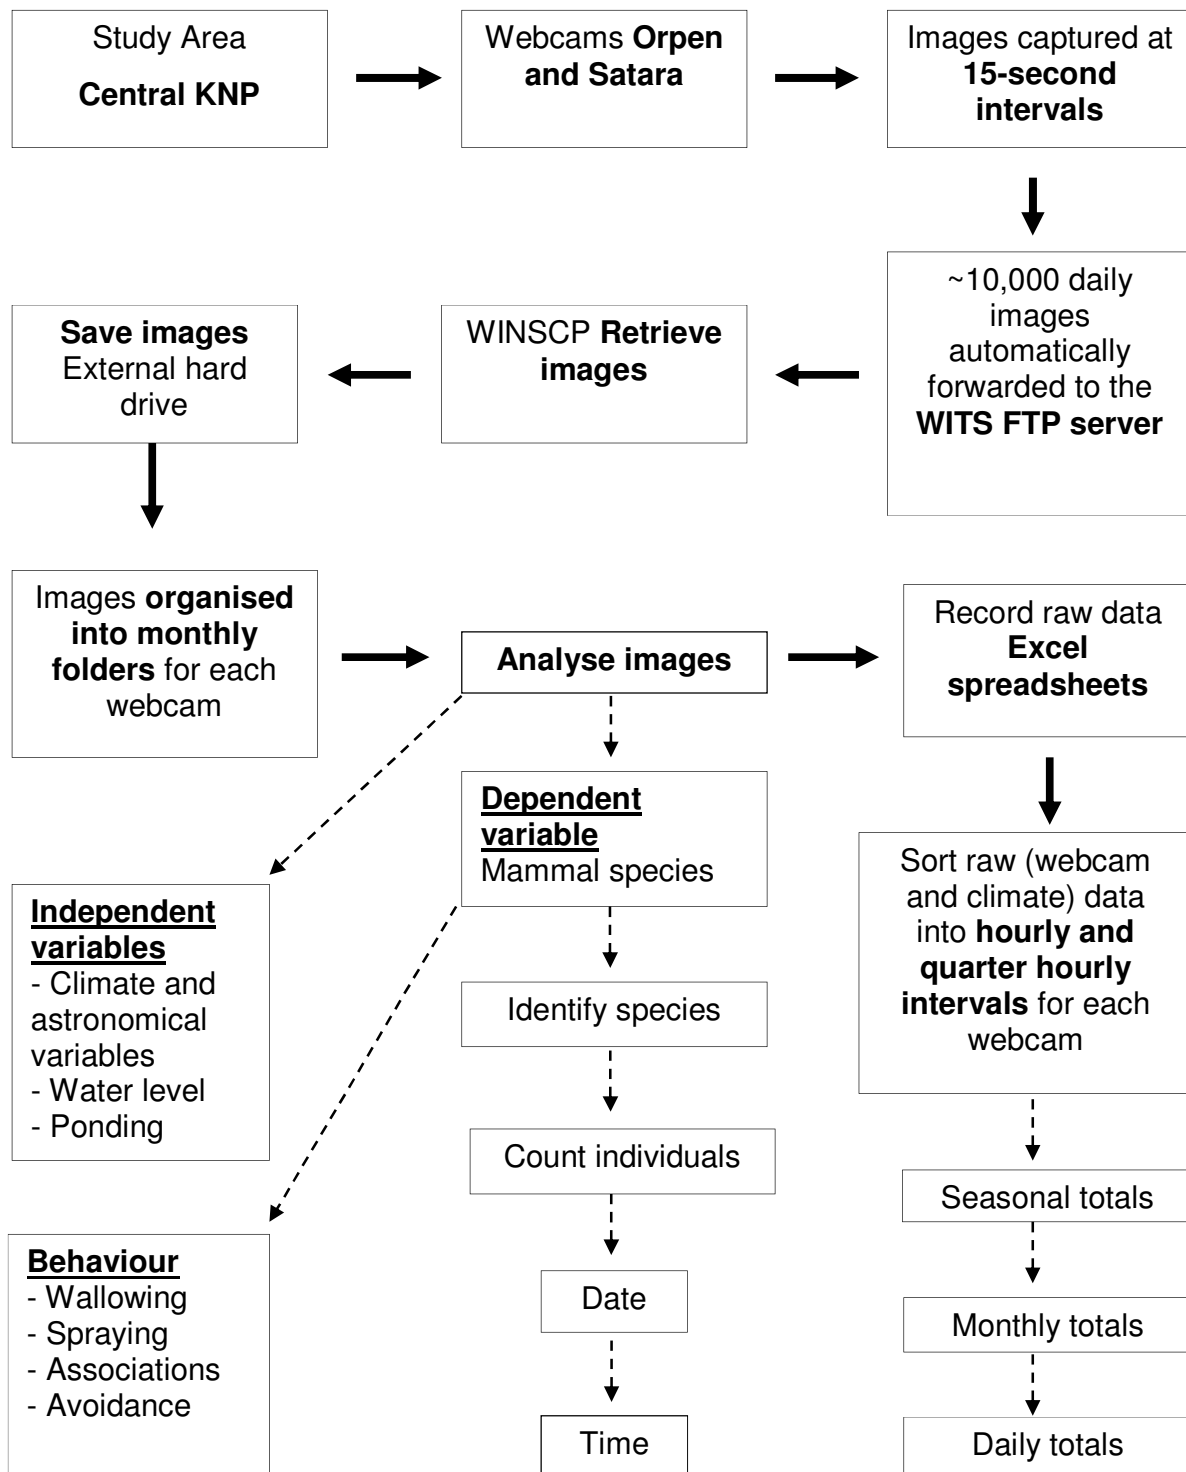 Study Area
Central KNP
Webcams Orpen
and Satara
Images captured at
15-second
intervals
~10,000 daily
images
automatically
forwarded to the
WITS FTP server
WINSCP Retrieve
images
Save images
External hard
drive
Images organised
into monthly
folders for each
webcam
Analyse images
Record raw data
Excel
spreadsheets
Dependent
variable
Mammal species
Independent
variables
- Climate and
astronomical
variables
- Water level
- Ponding
Behaviour
- Wallowing
- Spraying
- Associations
- Avoidance
Identify species
Count individuals
Date
Time
Sort raw (webcam
and climate) data
into hourly and
quarter hourly
intervals for each
webcam
Seasonal totals
Monthly totals
Daily totals